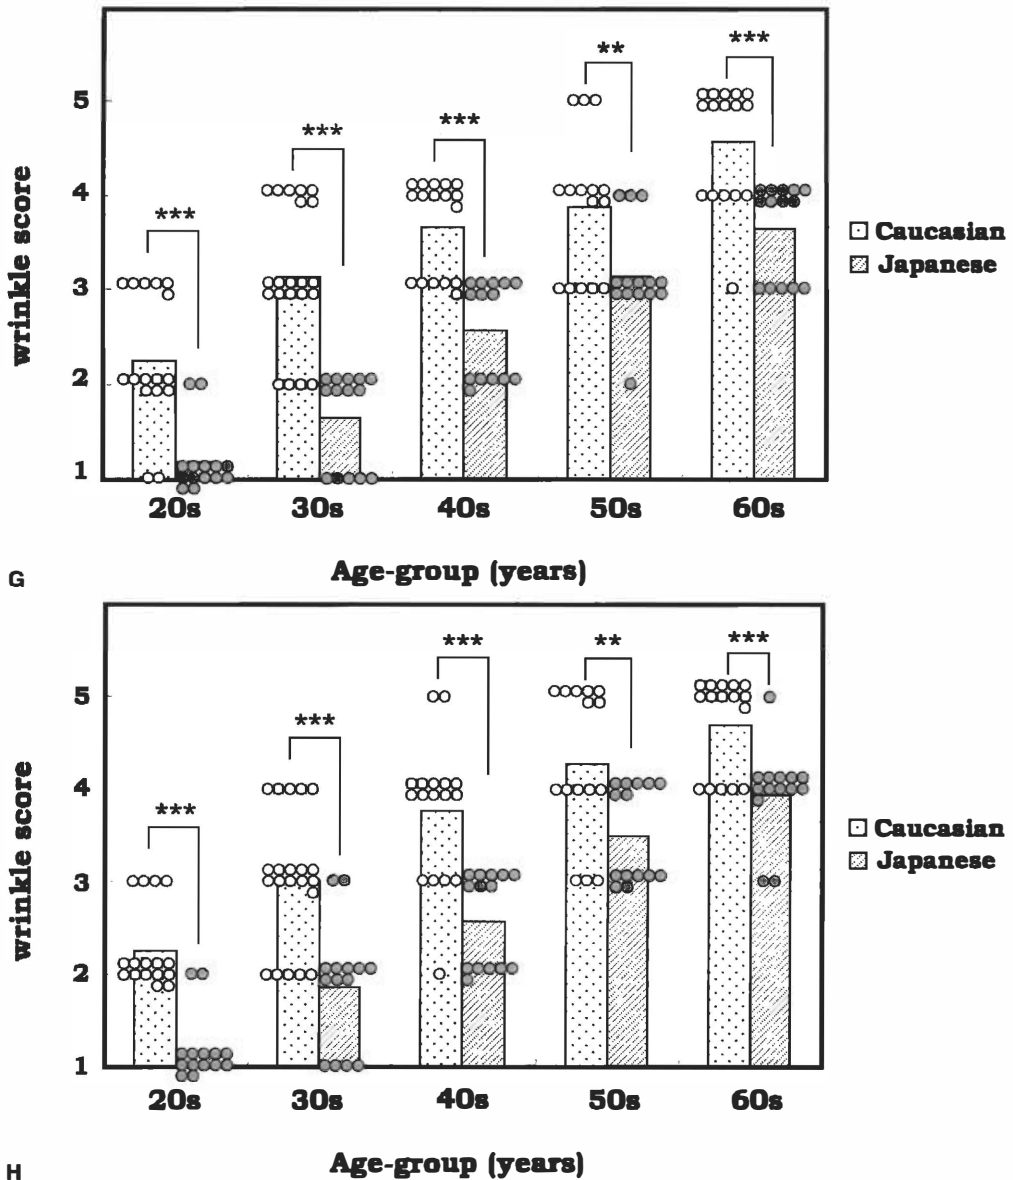 ***
***
***
**
***
5
4
3
2
1
wrinkle score
20s 30s 40s 50s 60s
Age-group (years)
Caucasian
Japanese
G
***
***
***
**
***
5
4
3
2
1
wrinkle score
20s 30s 40s 50s 60s
Age-group (years)
Caucasian
Japanese
H